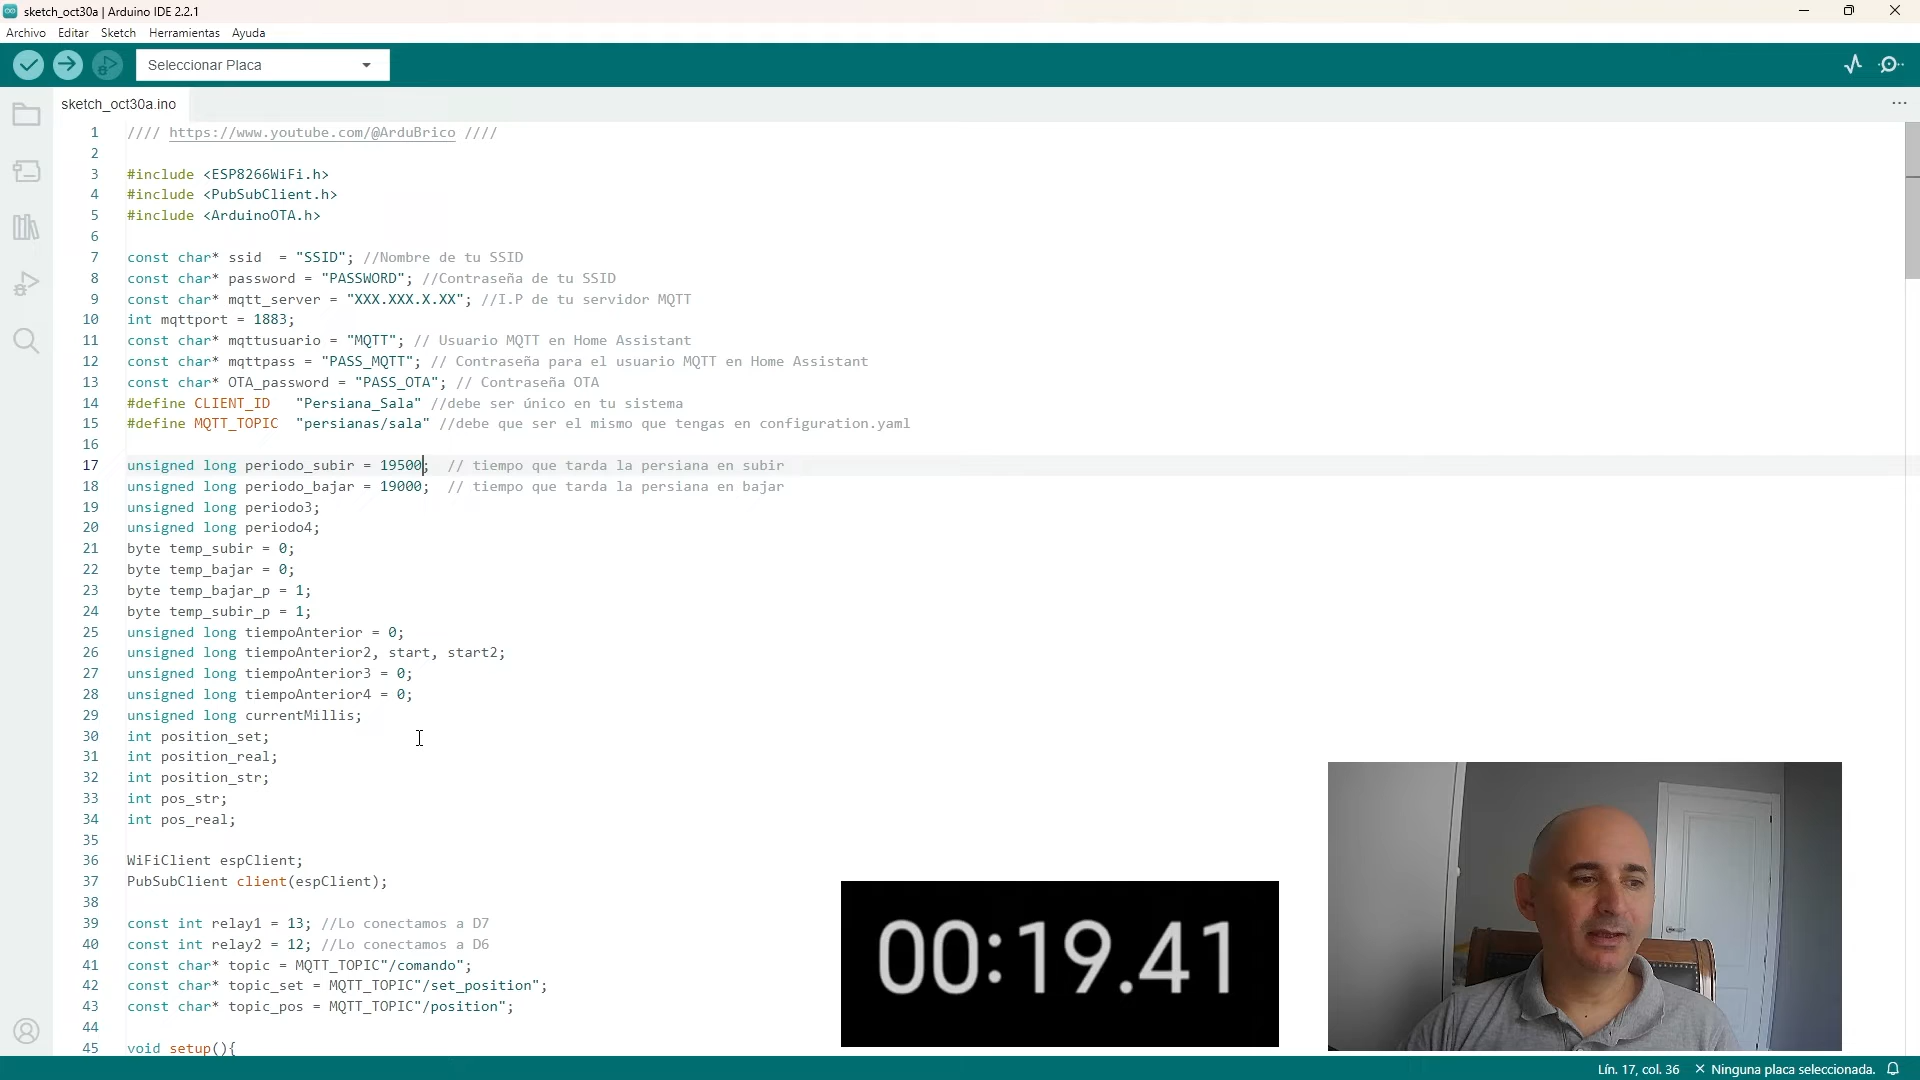 sketch_oct30a | Arduino IDE 2.2.1
Archivo Editar Sketch Herramientas Ayuda
Seleccionar Placa
sketch_oct30a.ino
1 //// https://www.youtube.com/@ArduBrico ////
2
3 #include <ESP8266WiFi.h>
4 #include <PubSubClient.h>
5 #include <ArduinoOTA.h>
6
7 const char* ssid  = "SSID"; //Nombre de tu SSID
8 const char* password = "PASSWORD"; //Contraseña de tu SSID
9 const char* mqtt_server = "XXX.XXX.X.XX"; //I.P de tu servidor MQTT
10 int mqttport = 1883;
11 const char* mqttusuario = "MQTT"; // Usuario MQTT en Home Assistant
12 const char* mqttpass = "PASS_MQTT"; // Contraseña para el usuario MQTT en Home Assistant
13 const char* OTA_password = "PASS_OTA"; // Contraseña OTA
14 #define CLIENT_ID   "Persiana_Sala" //debe ser único en tu sistema
15 #define MQTT_TOPIC  "persianas/sala" //debe que ser el mismo que tengas en configuration.yaml
16
17 unsigned long periodo_subir = 19500;  // tiempo que tarda la persiana en subir
18 unsigned long periodo_bajar = 19000;  // tiempo que tarda la persiana en bajar
19 unsigned long periodo3;
20 unsigned long periodo4;
21 byte temp_subir = 0;
22 byte temp_bajar = 0;
23 byte temp_bajar_p = 1;
24 byte temp_subir_p = 1;
25 unsigned long tiempoAnterior = 0;
26 unsigned long tiempoAnterior2, start, start2;
27 unsigned long tiempoAnterior3 = 0;
28 unsigned long tiempoAnterior4 = 0;
29 unsigned long currentMillis;
30 int position_set;
31 int position_real;
32 int position_str;
33 int pos_str;
34 int pos_real;
35
36 WiFiClient espClient;
37 PubSubClient client(espClient);
38
39 const int relay1 = 13; //Lo conectamos a D7
40 const int relay2 = 12; //Lo conectamos a D6
41 const char* topic = MQTT_TOPIC"/comando";
42 const char* topic_set = MQTT_TOPIC"/set_position";
43 const char* topic_pos = MQTT_TOPIC"/position";
44
45 void setup(){
00:19.41
Lín. 17, col. 36 Ninguna placa seleccionada.